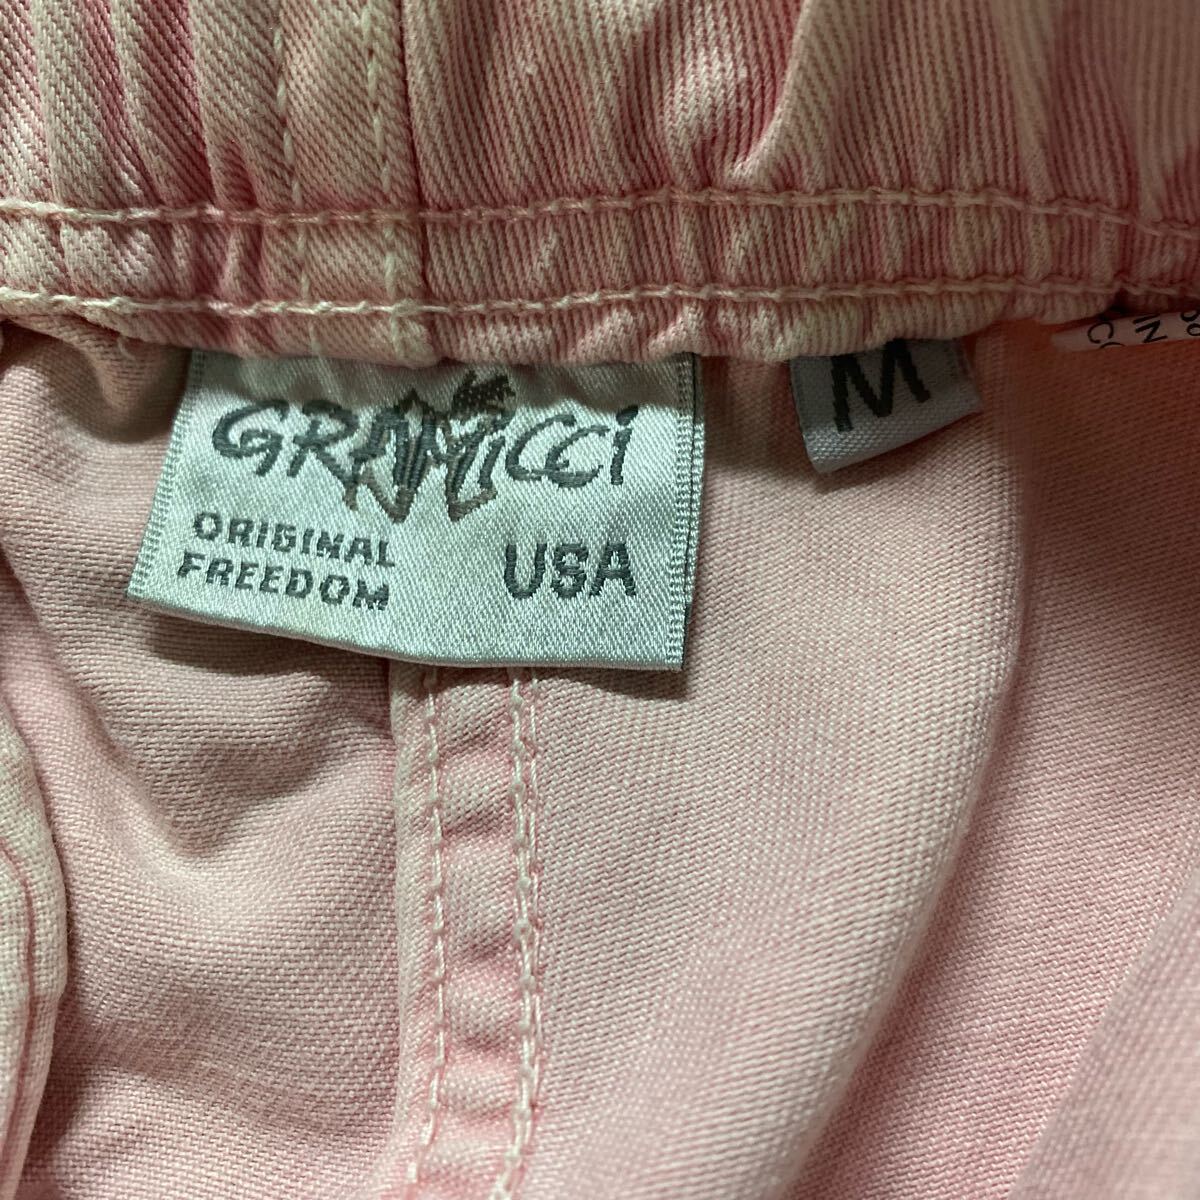 GRAMICCi
ORIGINAL
FREEDOM
USA
M